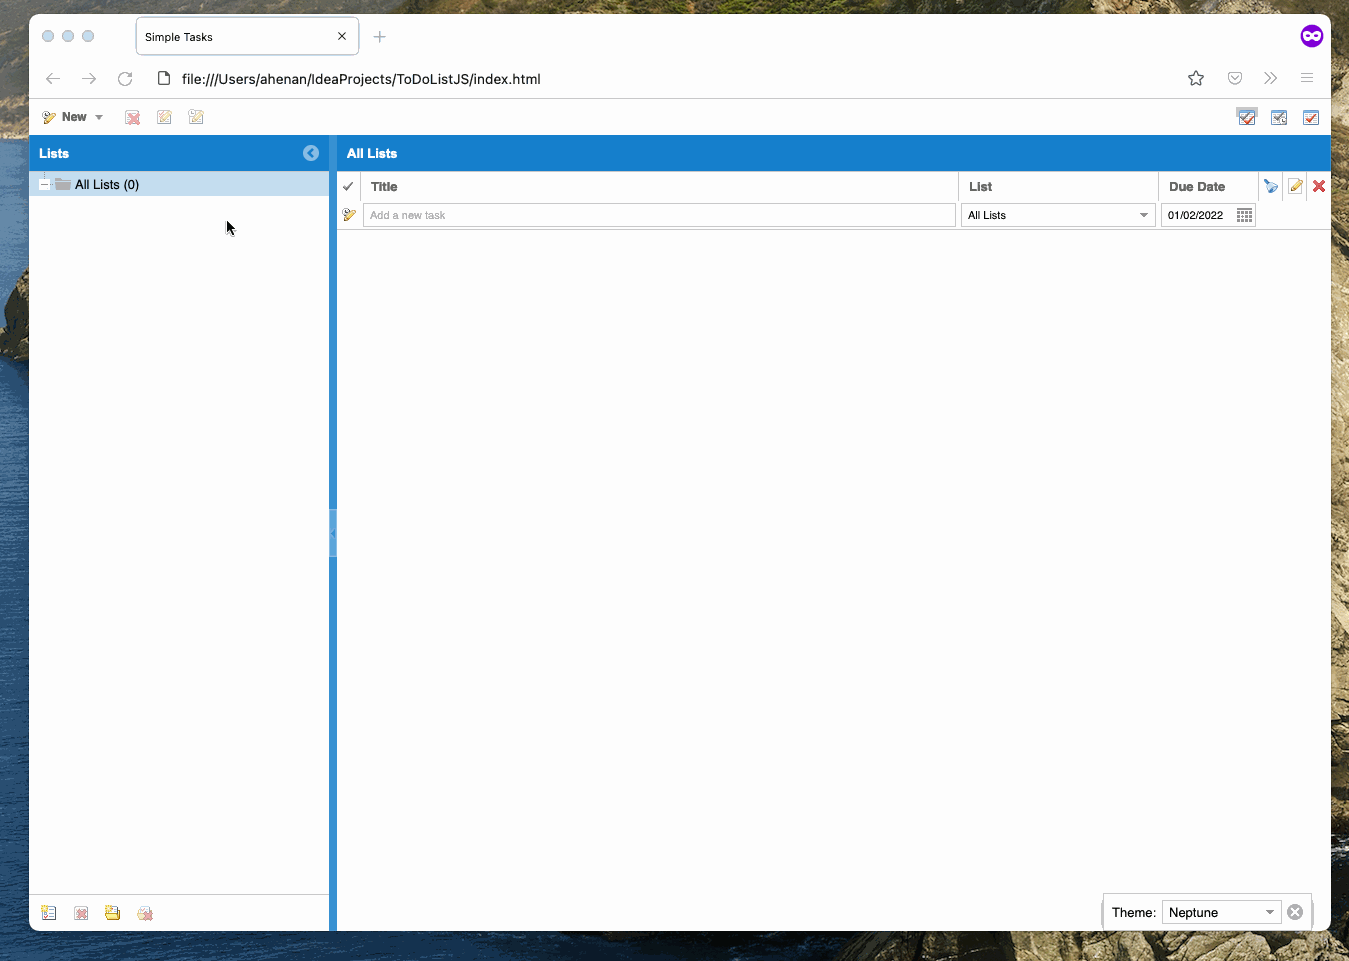 Simple Tasks
file:///Users/ahenan/IdeaProjects/ToDoListJS/index.html
New
Lists
All Lists
All Lists (0)
Title
List
Due Date
Add a new task
All Lists
01/02/2022
Theme:
Neptune